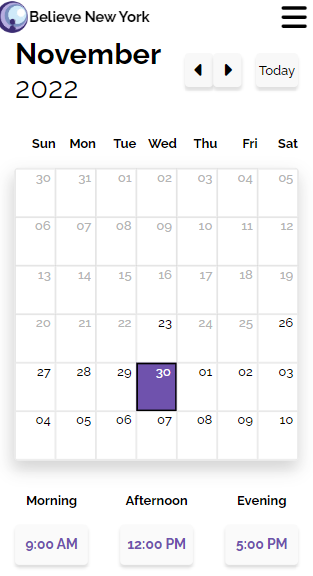 Believe New York
November
2022
Today
Sun Mon Tue Wed Thu Fri Sat
30 31 01 02 03 04 05
06 07 08 09 10 11 12
13 14 15 16 17 18 19
20 21 22 23 24 25 26
27 28 29 30 01 02 03
04 05 06 07 08 09 10
Morning Afternoon Evening
9:00 AM 12:00 PM 5:00 PM